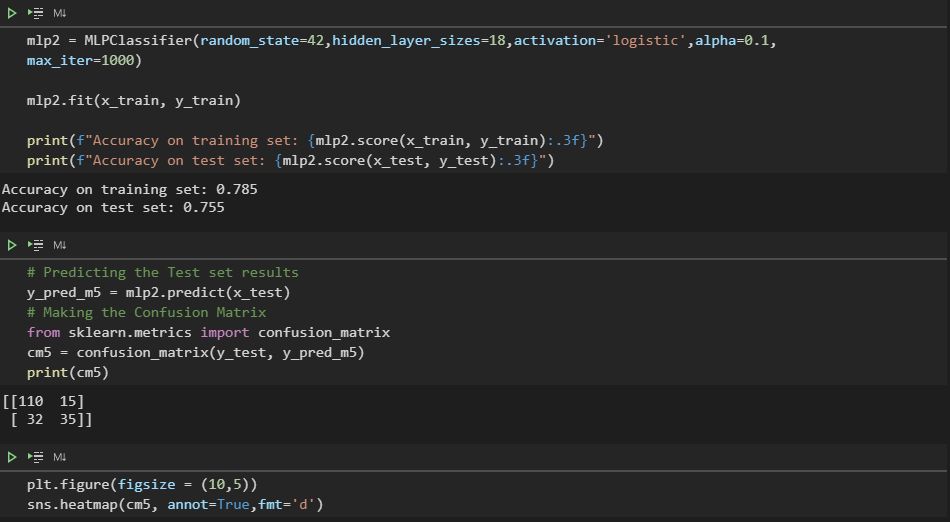 M↓
mlp2 = MLPClassifier(random_state=42,hidden_layer_sizes=18,activation='logistic',alpha=0.1,
max_iter=1000)
mlp2.fit(x_train, y_train)
print(f"Accuracy on training set: {mlp2.score(x_train, y_train):.3f}")
print(f"Accuracy on test set: {mlp2.score(x_test, y_test):.3f}")
Accuracy on training set: 0.785
Accuracy on test set: 0.755
M↓
# Predicting the Test set results
y_pred_m5 = mlp2.predict(x_test)
# Making the Confusion Matrix
from sklearn.metrics import confusion_matrix
cm5 = confusion_matrix(y_test, y_pred_m5)
print(cm5)
[[110  15]
 [ 32  35]]
M↓
plt.figure(figsize = (10,5))
sns.heatmap(cm5, annot=True,fmt='d')